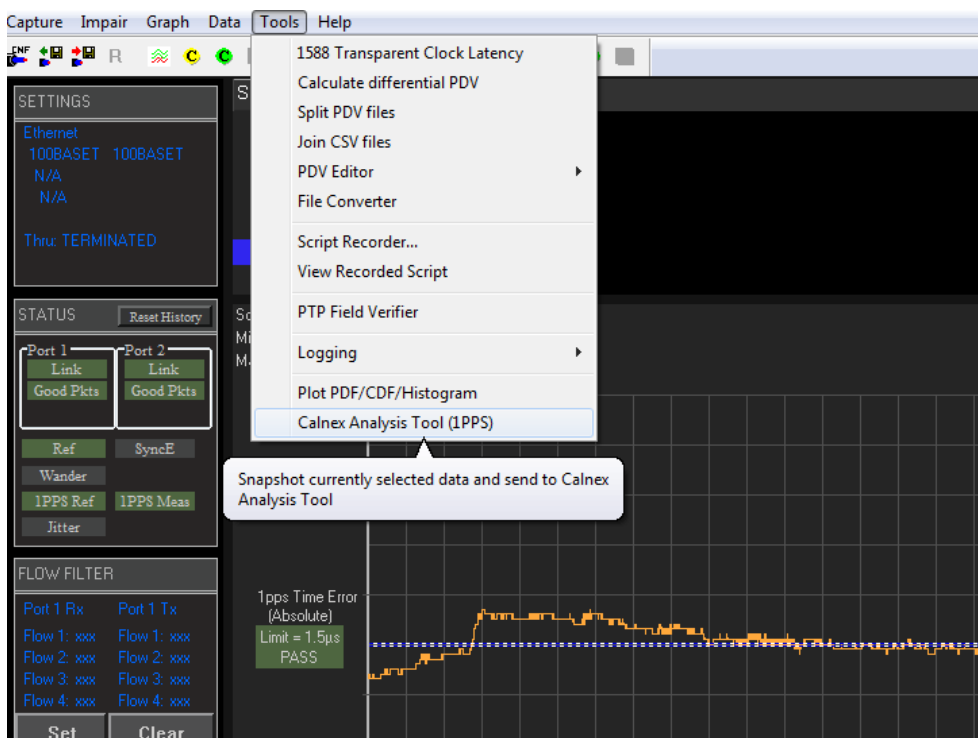 Capture Impair Graph Data Tools Help
CNF R C C
1588 Transparent Clock Latency
Calculate differential PDV
Split PDV files
Join CSV files
PDV Editor
File Converter
Script Recorder...
View Recorded Script
PTP Field Verifier
Logging
Plot PDF/CDF/Histogram
Calnex Analysis Tool (1PPS)
Snapshot currently selected data and send to Calnex
Analysis Tool
SETTINGS
Ethernet
100BASET 100BASET
N/A
N/A
Thru: TERMINATED
STATUS Reset History
Port 1 Port 2
Link Link
Good Pkts Good Pkts
Ref SyncE
Wander
1PPS Ref 1PPS Meas
Jitter
FLOW FILTER
Port 1 Rx Port 1 Tx
Flow 1: xxx Flow 1: xxx
Flow 2: xxx Flow 2: xxx
Flow 3: xxx Flow 3: xxx
Flow 4: xxx Flow 4: xxx
Set Clear
1pps Time Error
(Absolute)
Limit = 1.5µs
PASS